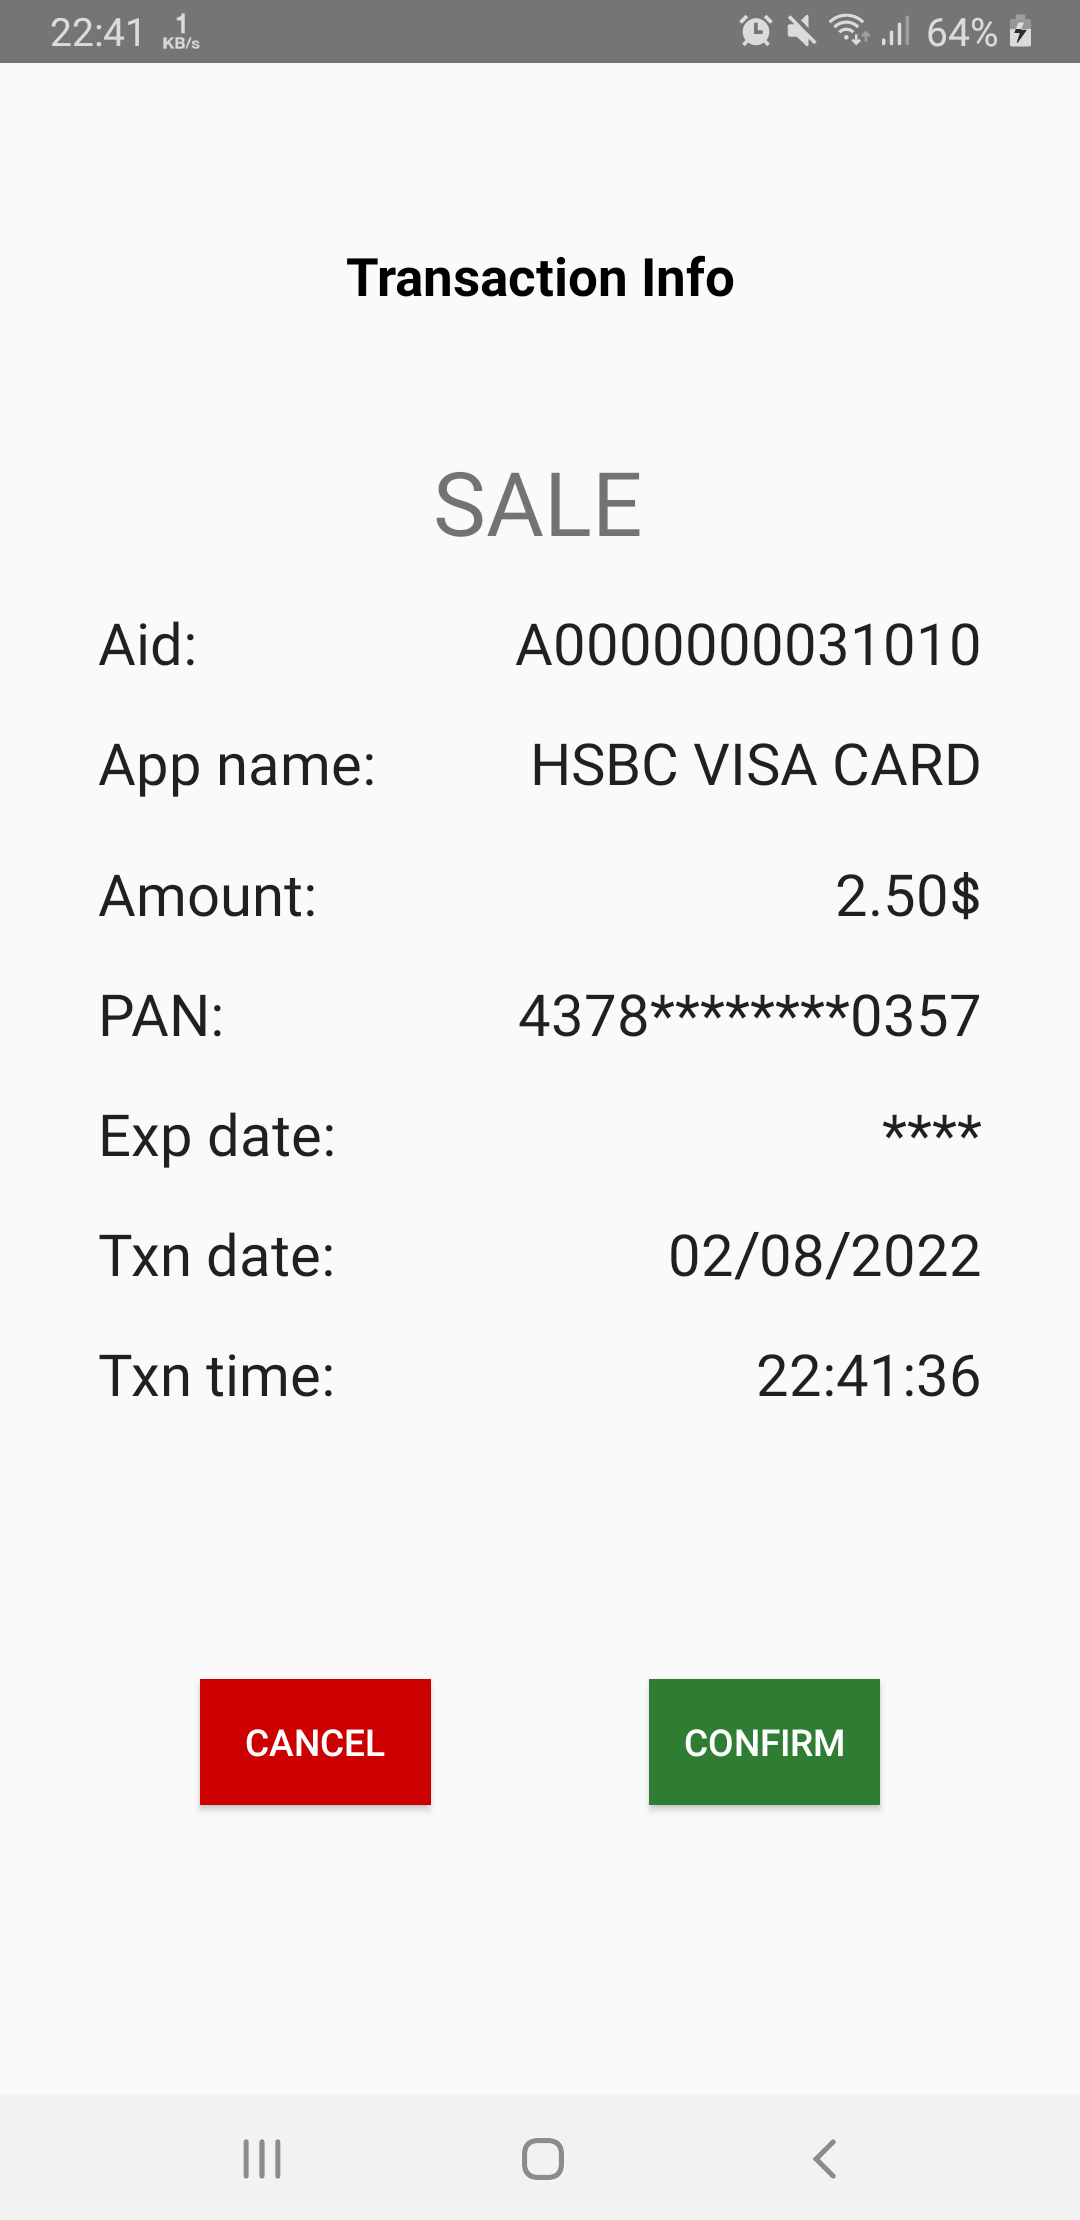 22:41 1 KB/s 64%
Transaction Info
SALE
Aid: A0000000031010
App name: HSBC VISA CARD
Amount: 2.50$
PAN: 4378********0357
Exp date: ****
Txn date: 02/08/2022
Txn time: 22:41:36
CANCEL CONFIRM